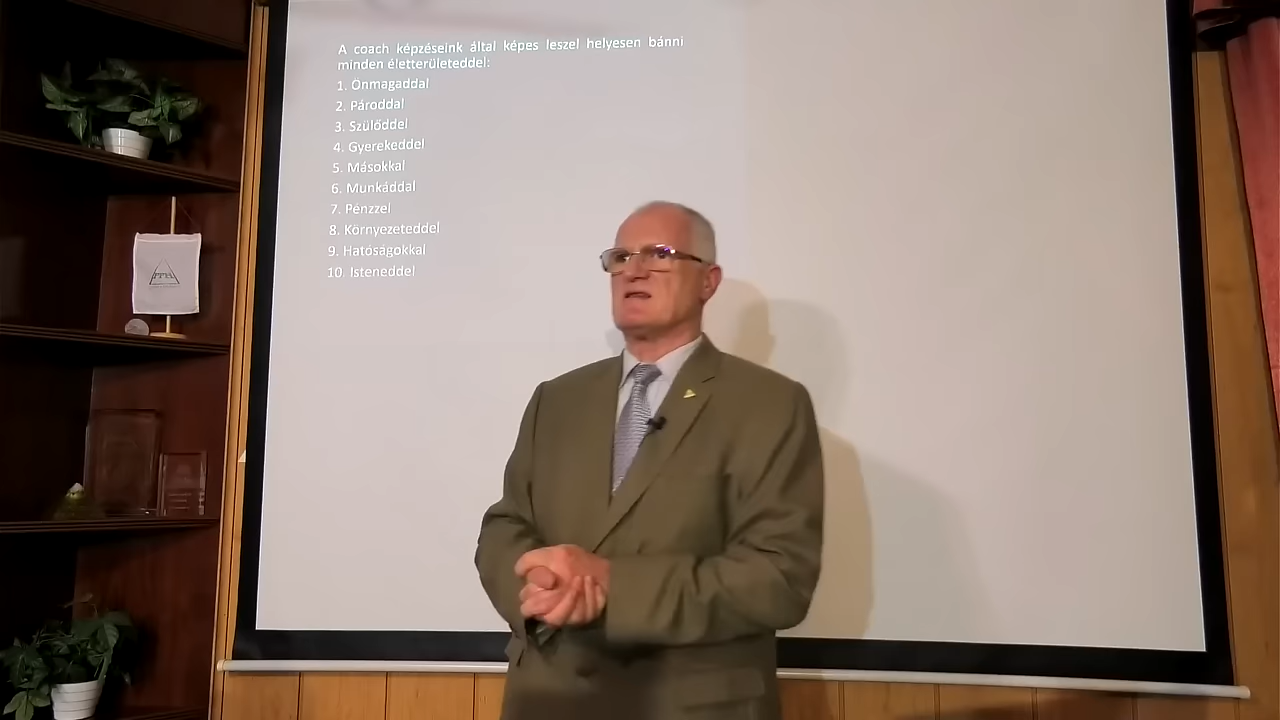 A coach képzéseink által képes leszel helyesen bánni
minden életterületeddel:
1. Önmagaddal
2. Pároddal
3. Szülőddel
4. Gyerekeddel
5. Másokkal
6. Munkáddal
7. Pénzzel
8. Környezeteddel
9. Hatóságokkal
10. Isteneddel